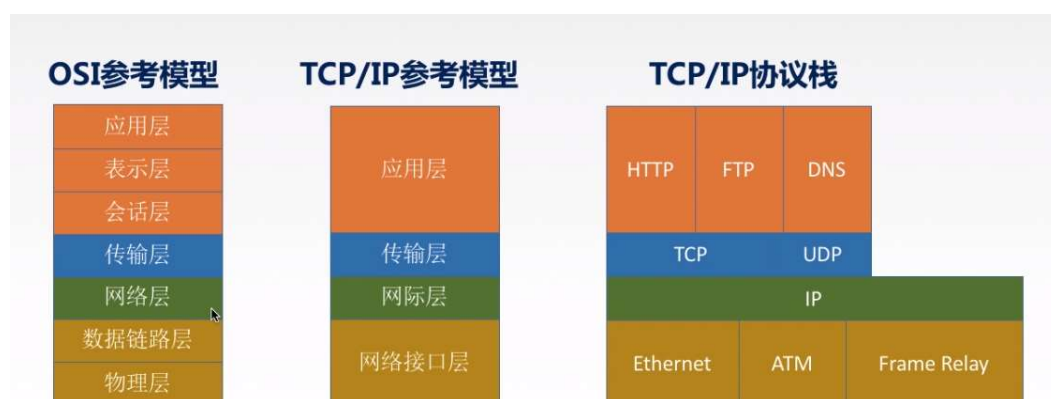 OSI参考模型
应用层
表示层
会话层
传输层
网络层
数据链路层
物理层
TCP/IP参考模型
应用层
传输层
网际层
网络接口层
TCP/IP协议栈
HTTP FTP DNS
TCP UDP
IP
Ethernet ATM Frame Relay